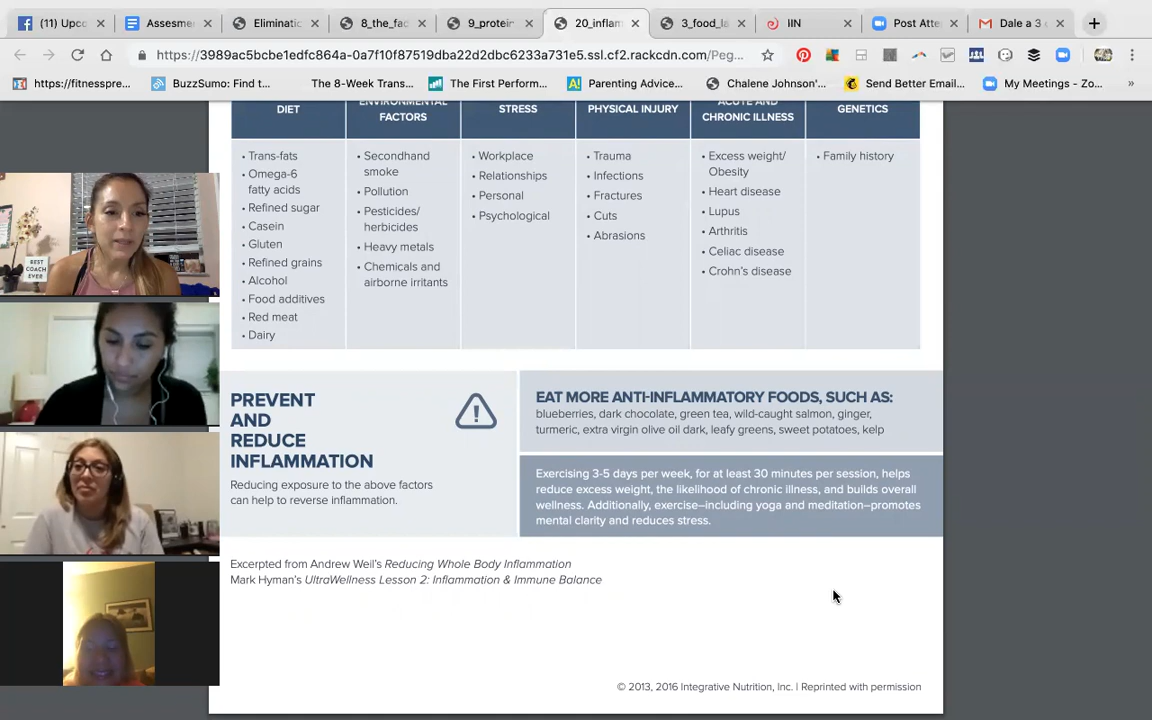 (11) Upco
Assessme
Eliminatio
8_the_fac
9_protein
20_inflam
3_food_la
IIN
Post Atte
Dale a 3
https://3989ac5bcbe1edfc864a-0a7f10f87519dba22d2dbc6233a731e5.ssl.cf2.rackcdn.com/Peg...
https://fitnesspre...
BuzzSumo: Find t...
The 8-Week Trans...
The First Perform...
Parenting Advice...
Chalene Johnson'...
Send Better Email...
My Meetings - Zo...
DIET
ENVIRONMENTAL
FACTORS
STRESS
PHYSICAL INJURY
ACUTE AND
CHRONIC ILLNESS
GENETICS
• Trans-fats
• Omega-6
fatty acids
• Refined sugar
• Casein
• Gluten
• Refined grains
• Alcohol
• Food additives
• Red meat
• Dairy
• Secondhand
smoke
• Pollution
• Pesticides/
herbicides
• Heavy metals
• Chemicals and
airborne irritants
• Workplace
• Relationships
• Personal
• Psychological
• Trauma
• Infections
• Fractures
• Cuts
• Abrasions
• Excess weight/
Obesity
• Heart disease
• Lupus
• Arthritis
• Celiac disease
• Crohn's disease
• Family history
BEST
COACH
EVER
PREVENT
AND
REDUCE
INFLAMMATION
Reducing exposure to the above factors
can help to reverse inflammation.
EAT MORE ANTI-INFLAMMATORY FOODS, SUCH AS:
blueberries, dark chocolate, green tea, wild-caught salmon, ginger,
turmeric, extra virgin olive oil dark, leafy greens, sweet potatoes, kelp
Exercising 3-5 days per week, for at least 30 minutes per session, helps
reduce excess weight, the likelihood of chronic illness, and builds overall
wellness. Additionally, exercise–including yoga and meditation–promotes
mental clarity and reduces stress.
Excerpted from Andrew Weil's Reducing Whole Body Inflammation
Mark Hyman's UltraWellness Lesson 2: Inflammation & Immune Balance
© 2013, 2016 Integrative Nutrition, Inc. | Reprinted with permission